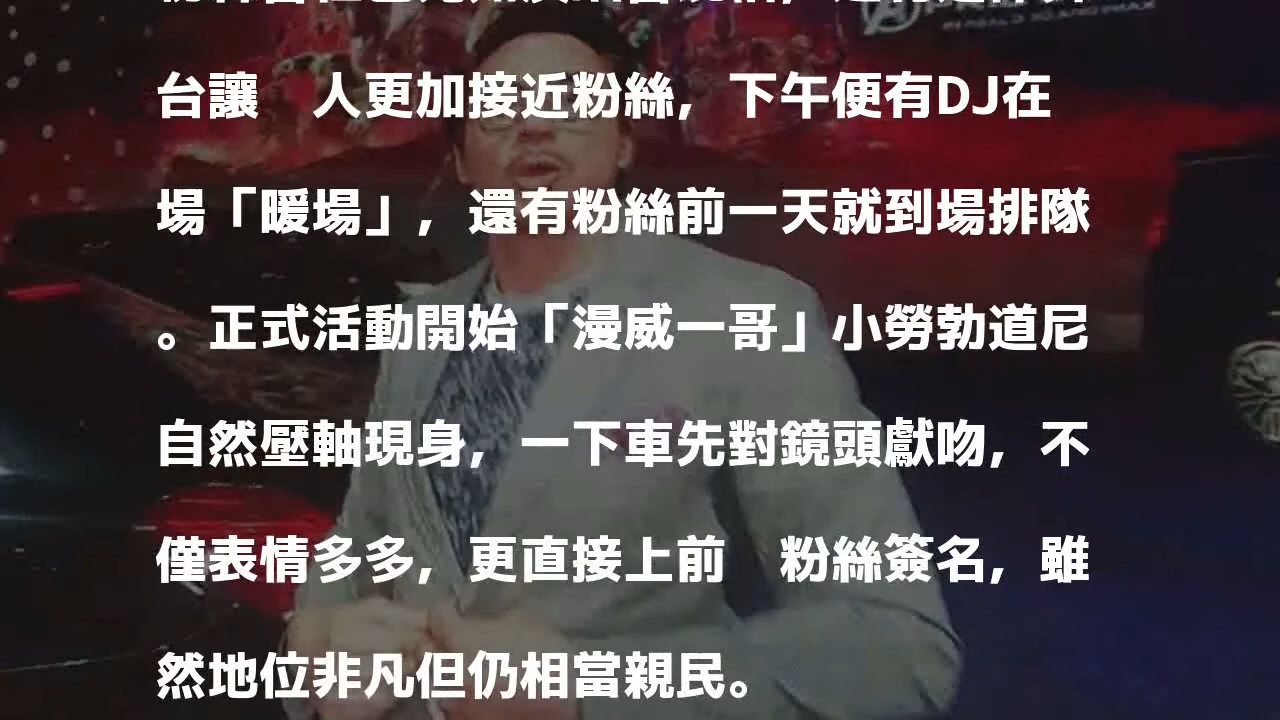 台讓　人更加接近粉絲，下午便有DJ在
場「暖場」，還有粉絲前一天就到場排隊
。正式活動開始「漫威一哥」小勞勃道尼
自然壓軸現身，一下車先對鏡頭獻吻，不
僅表情多多，更直接上前　粉絲簽名，雖
然地位非凡但仍相當親民。